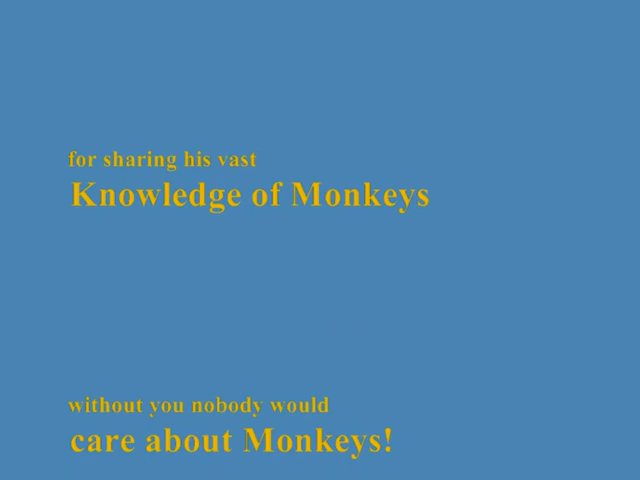 for sharing his vast
Knowledge of Monkeys
without you nobody would
care about Monkeys!